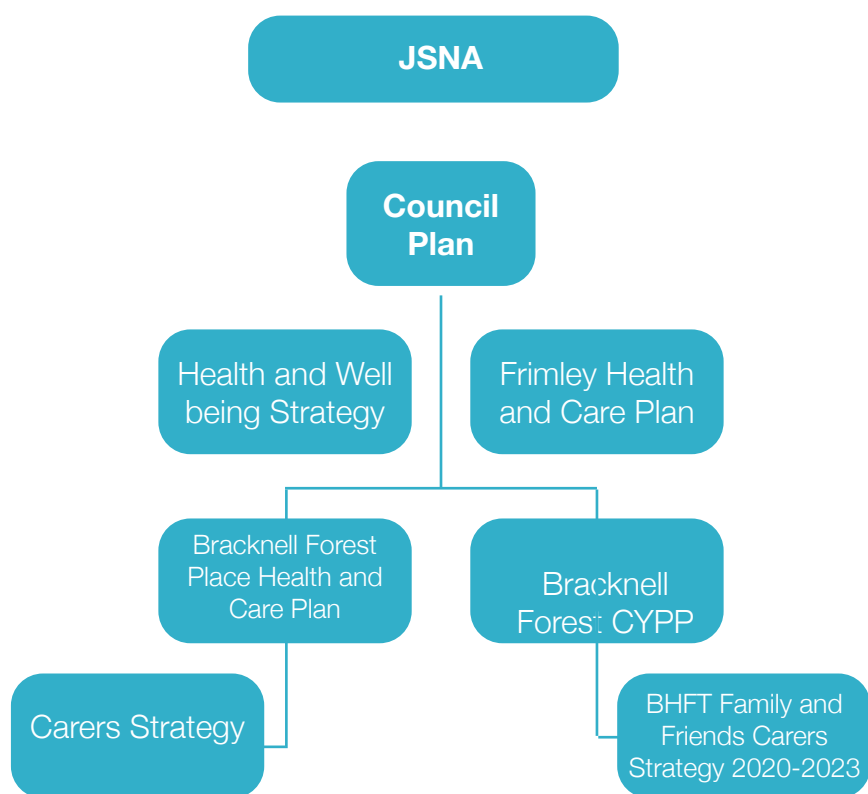 JSNA
Council
Plan
Health and Well
being Strategy
Frimley Health
and Care Plan
Bracknell Forest
Place Health and
Care Plan
Bracknell
Forest CYPP
Carers Strategy
BHFT Family and
Friends Carers
Strategy 2020-2023